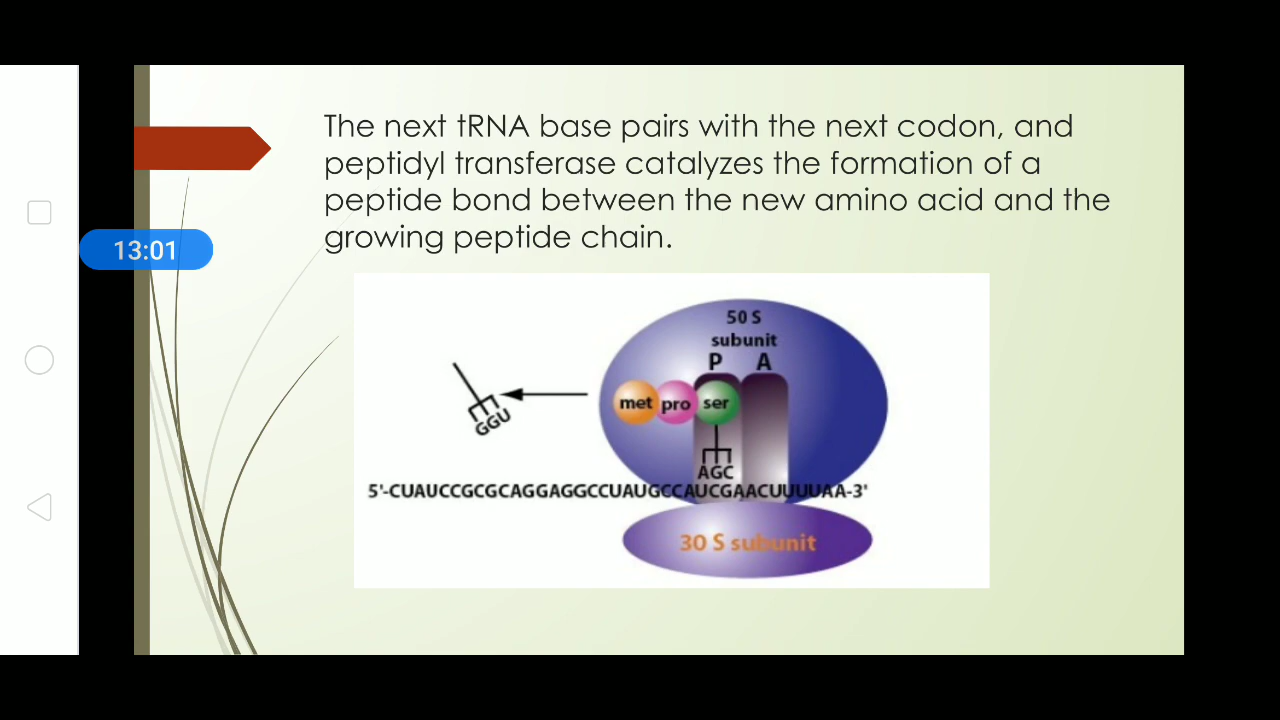 The next tRNA base pairs with the next codon, and
peptidyl transferase catalyzes the formation of a
peptide bond between the new amino acid and the
growing peptide chain.
13:01
50 S
subunit
P A
met pro ser
GGU
AGC
5'-CUAUCCGCGCAGGAGGCCUAUGCCAUCGAACUUUUAA-3'
30 S subunit